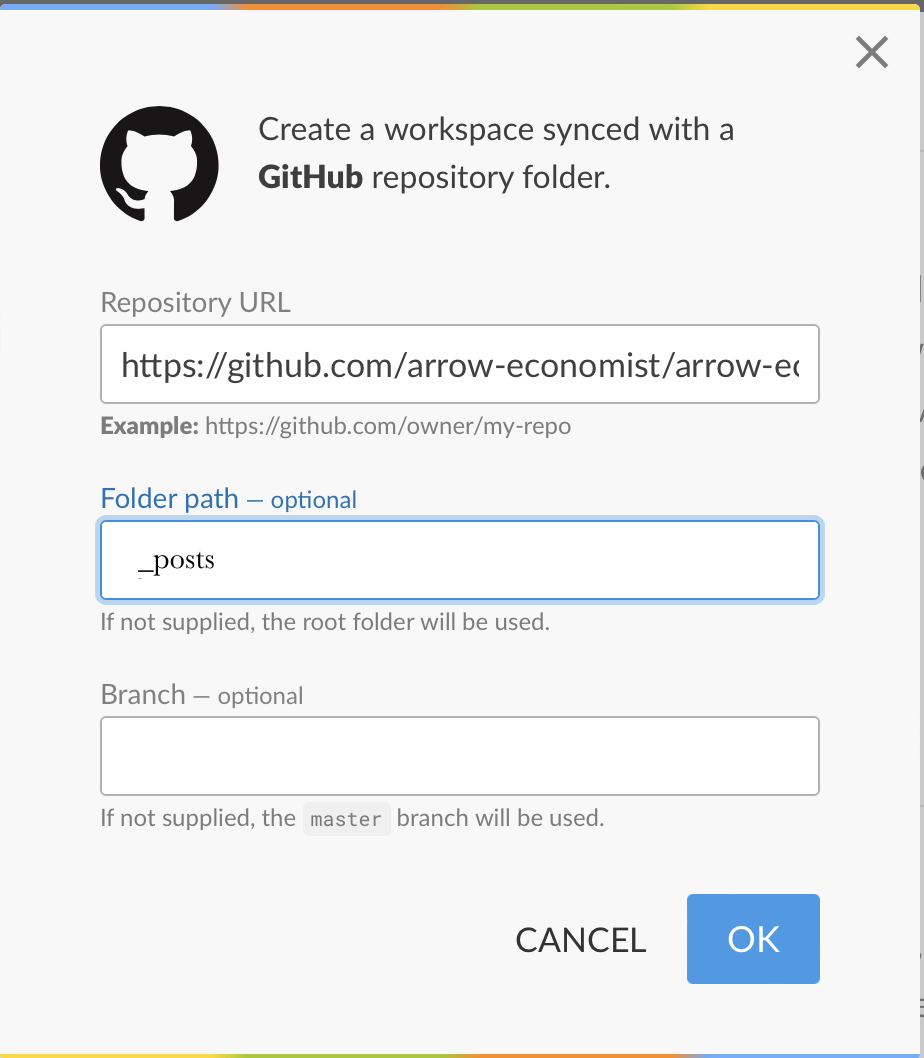 Create a workspace synced with a
GitHub repository folder.
Repository URL
https://github.com/arrow-economist/arrow-ec
Example: https://github.com/owner/my-repo
Folder path — optional
_posts
If not supplied, the root folder will be used.
Branch — optional
If not supplied, the master branch will be used.
CANCEL
OK